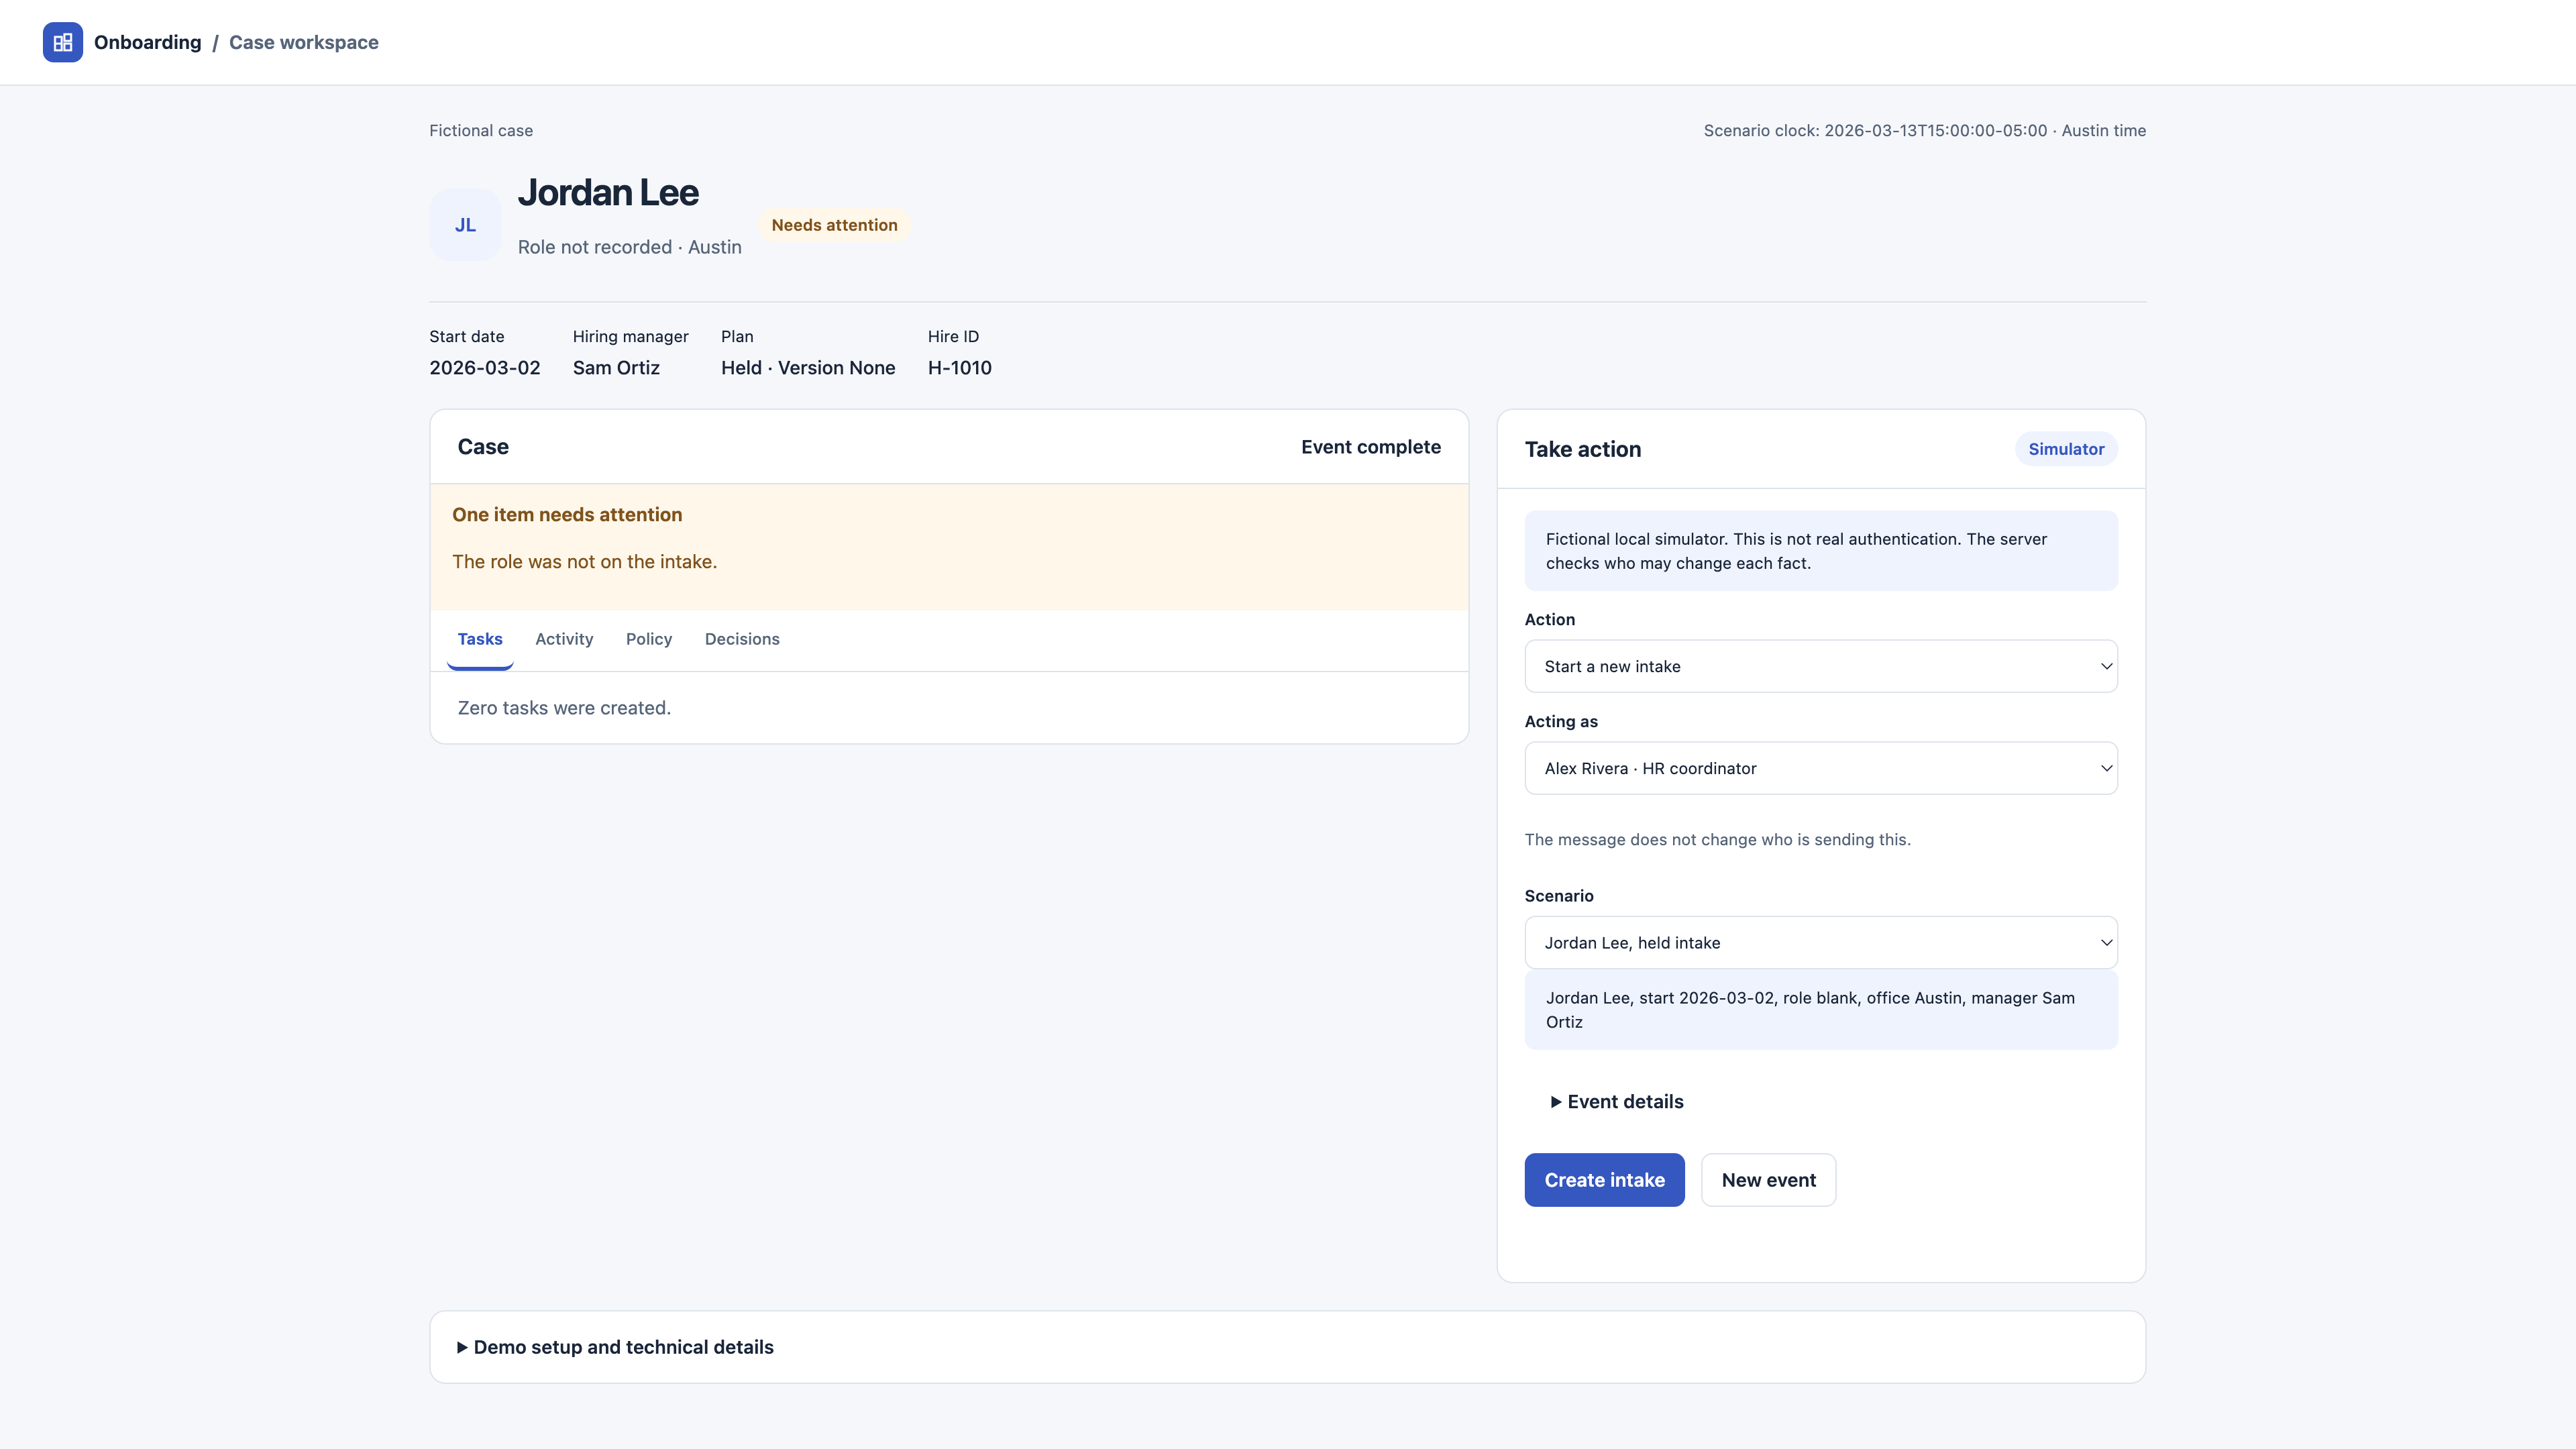 Onboarding / Case workspace
Fictional case
Scenario clock: 2026-03-13T15:00:00-05:00 · Austin time
JL
Jordan Lee
Role not recorded · Austin
Needs attention
Start date
2026-03-02
Hiring manager
Sam Ortiz
Plan
Held · Version None
Hire ID
H-1010
Case
Event complete
One item needs attention
The role was not on the intake.
Tasks
Activity
Policy
Decisions
Zero tasks were created.
Take action
Simulator
Fictional local simulator. This is not real authentication. The server
checks who may change each fact.
Action
Start a new intake
Acting as
Alex Rivera · HR coordinator
The message does not change who is sending this.
Scenario
Jordan Lee, held intake
Jordan Lee, start 2026-03-02, role blank, office Austin, manager Sam
Ortiz
Event details
Create intake
New event
Demo setup and technical details